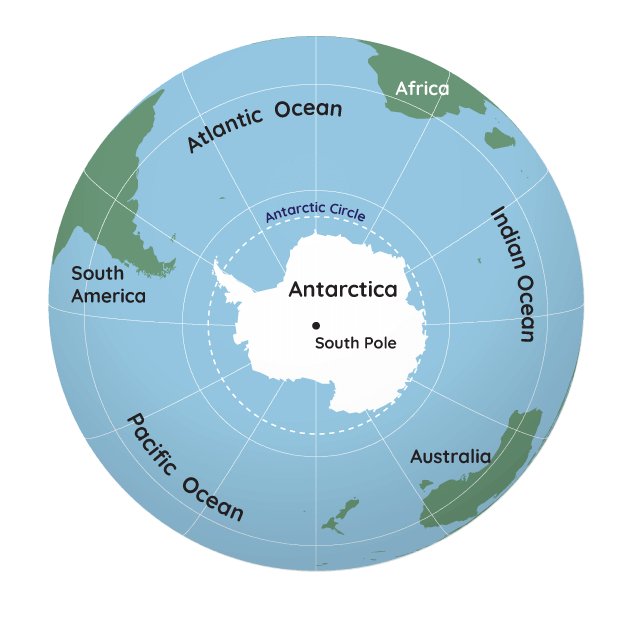 Africa
Atlantic Ocean
Antarctic Circle
Indian Ocean
South
America
Antarctica
South Pole
Pacific Ocean
Australia